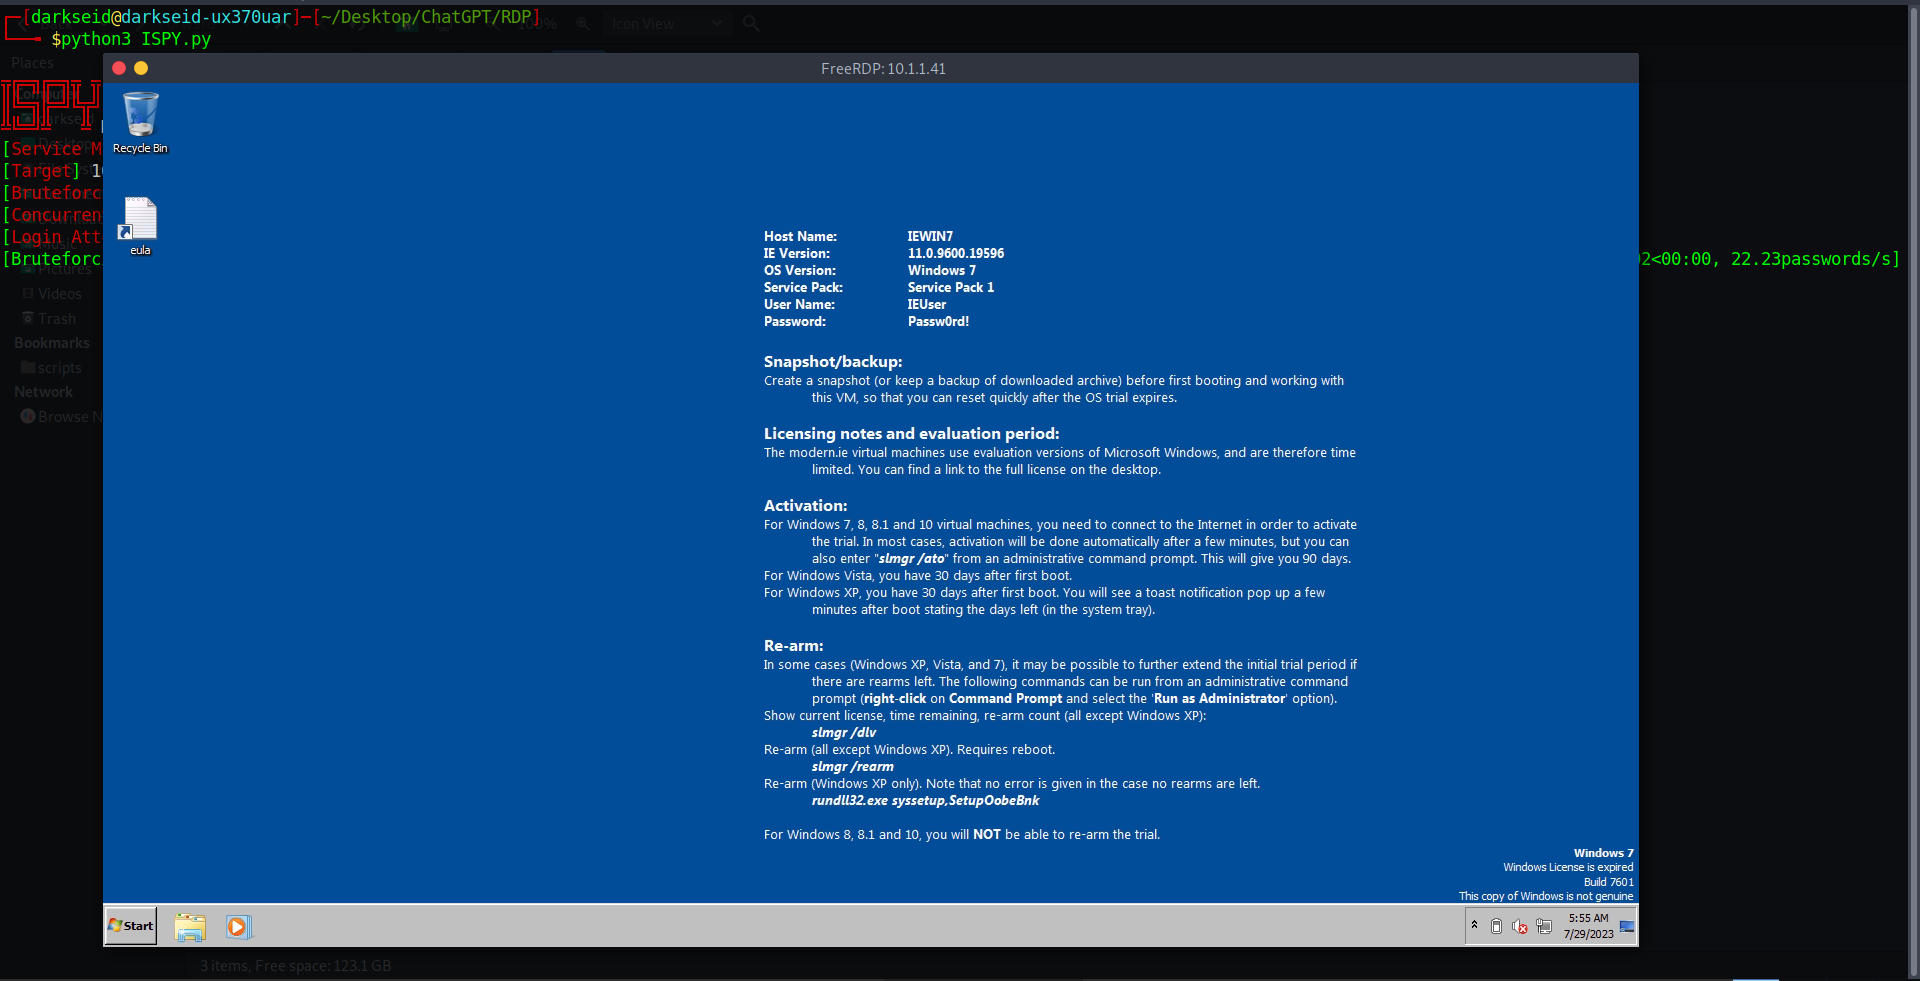 [darkseid@darkseid-ux370uar]-[~/Desktop/ChatGPT/RDP]
100%
Icon View
$python3 ISPY.py
Places
FreeRDP: 10.1.1.41
ISPY
Computer
Recycle Bin
[Service M
[Target] 1
[Bruteforc
[Concurren
[Login Att
[Bruteforc
2<00:00, 22.23passwords/s]
Pictures
Videos
Trash
Bookmarks
scripts
Network
Browse N
eula
Host Name: IEWIN7
IE Version: 11.0.9600.19596
OS Version: Windows 7
Service Pack: Service Pack 1
User Name: IEUser
Password: Passw0rd!
Snapshot/backup:
Create a snapshot (or keep a backup of downloaded archive) before first booting and working with
this VM, so that you can reset quickly after the OS trial expires.
Licensing notes and evaluation period:
The modern.ie virtual machines use evaluation versions of Microsoft Windows, and are therefore time
limited. You can find a link to the full license on the desktop.
Activation:
For Windows 7, 8, 8.1 and 10 virtual machines, you need to connect to the Internet in order to activate
the trial. In most cases, activation will be done automatically after a few minutes, but you can
also enter "slmgr /ato" from an administrative command prompt. This will give you 90 days.
For Windows Vista, you have 30 days after first boot.
For Windows XP, you have 30 days after first boot. You will see a toast notification pop up a few
minutes after boot stating the days left (in the system tray).
Re-arm:
In some cases (Windows XP, Vista, and 7), it may be possible to further extend the initial trial period if
there are rearms left. The following commands can be run from an administrative command
prompt (right-click on Command Prompt and select the 'Run as Administrator' option).
Show current license, time remaining, re-arm count (all except Windows XP):
slmgr /dlv
Re-arm (all except Windows XP). Requires reboot.
slmgr /rearm
Re-arm (Windows XP only). Note that no error is given in the case no rearms are left.
rundll32.exe syssetup,SetupOobeBnk
For Windows 8, 8.1 and 10, you will NOT be able to re-arm the trial.
Windows 7
Windows License is expired
Build 7601
This copy of Windows is not genuine
Start
5:55 AM
7/29/2023
3 items, Free space: 123.1 GB